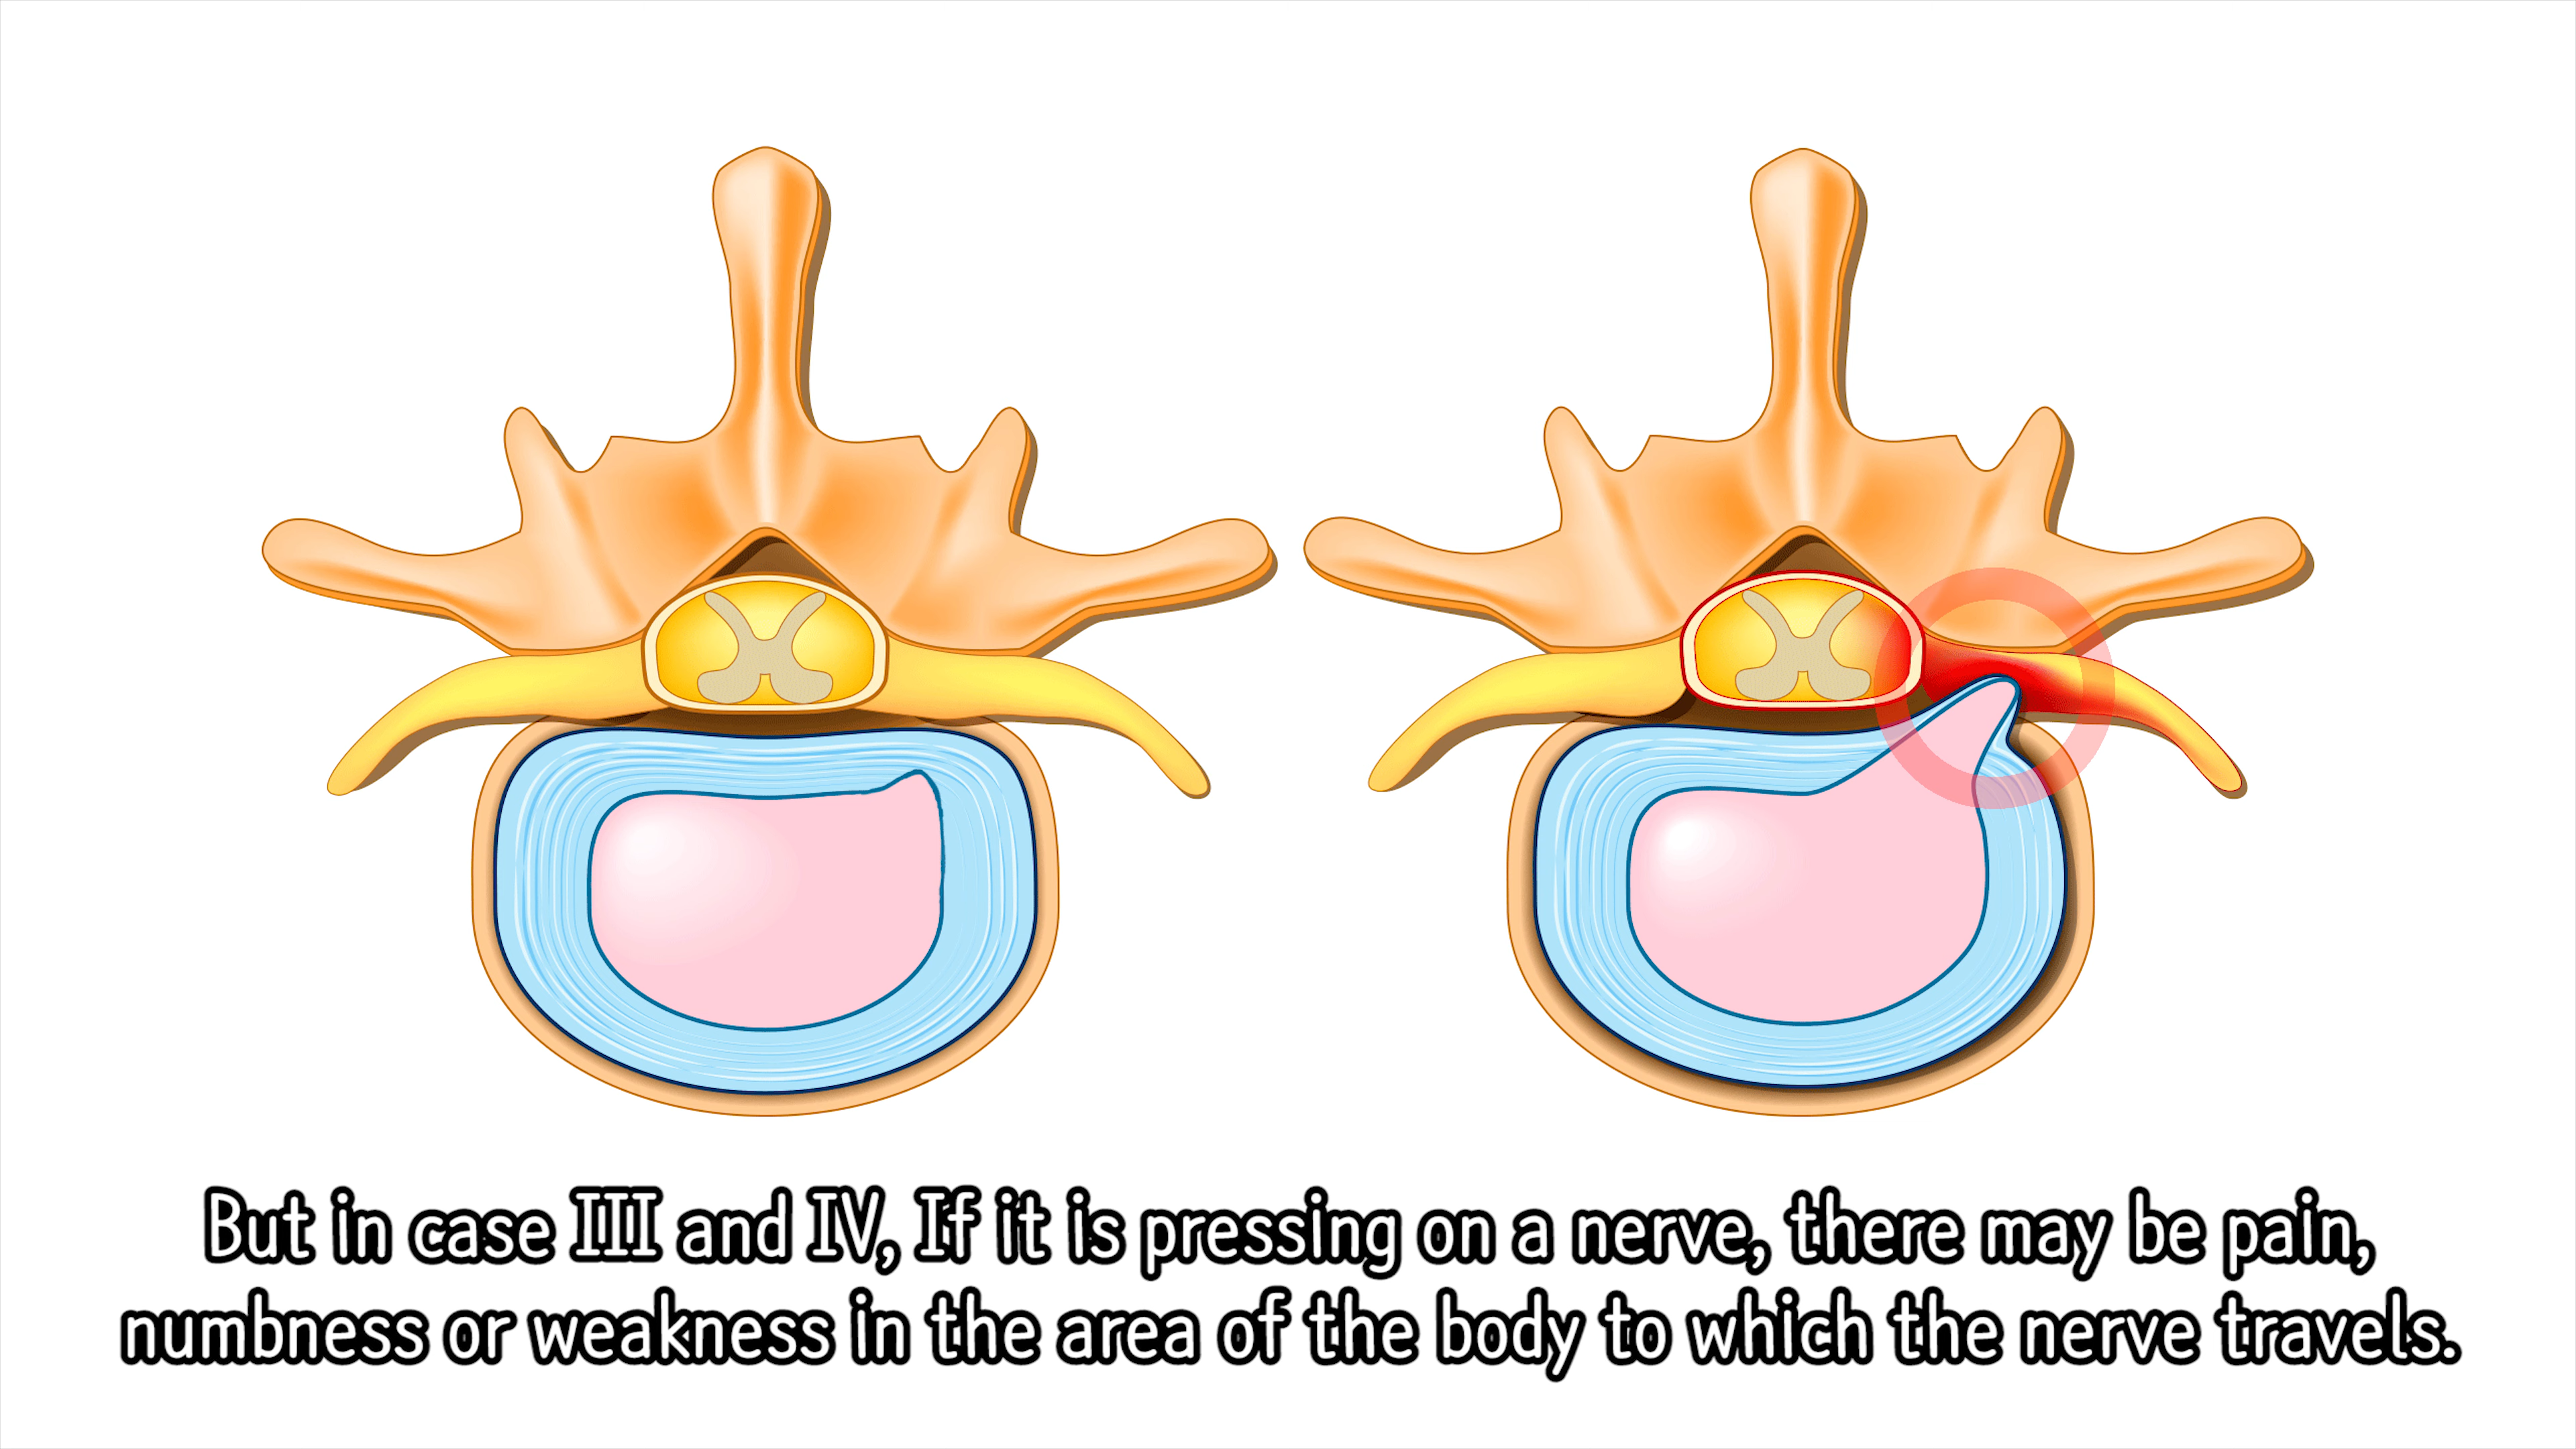 But in case III and IV, If it is pressing on a nerve, there may be pain,
numbness or weakness in the area of the body to which the nerve travels.